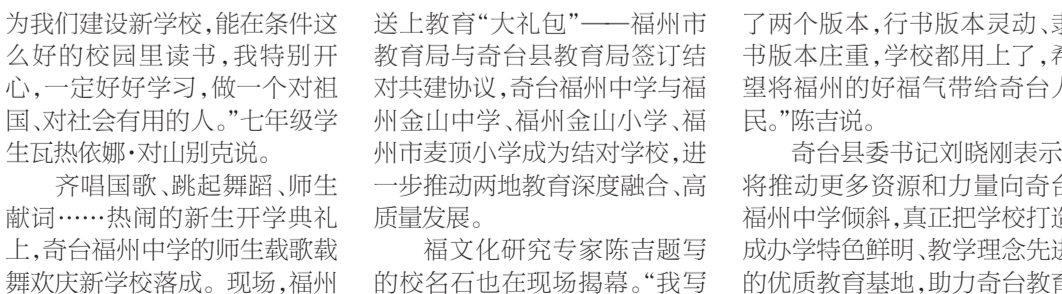 为我们建设新学校，能在条件这
么好的校园里读书，我特别开
心，一定好好学习，做一个对祖
国、对社会有用的人。”七年级学
生瓦热依娜·对山别克说。
齐唱国歌、跳起舞蹈、师生
献词……热闹的新生开学典礼
上，奇台福州中学的师生载歌载
舞欢庆新学校落成。现场，福州
送上教育“大礼包”——福州市
教育局与奇台县教育局签订结
对共建协议，奇台福州中学与福
州金山中学、福州金山小学、福
州市麦顶小学成为结对学校，进
一步推动两地教育深度融合、高
质量发展。
福文化研究专家陈吉题写
的校名石也在现场揭幕。“我写
了两个版本，行书版本灵动、隶
书版本庄重，学校都用上了，希
望将福州的好福气带给奇台人
民。”陈吉说。
奇台县委书记刘晓刚表示，
将推动更多资源和力量向奇台
福州中学倾斜，真正把学校打造
成办学特色鲜明、教学理念先进
的优质教育基地，助力奇台教育